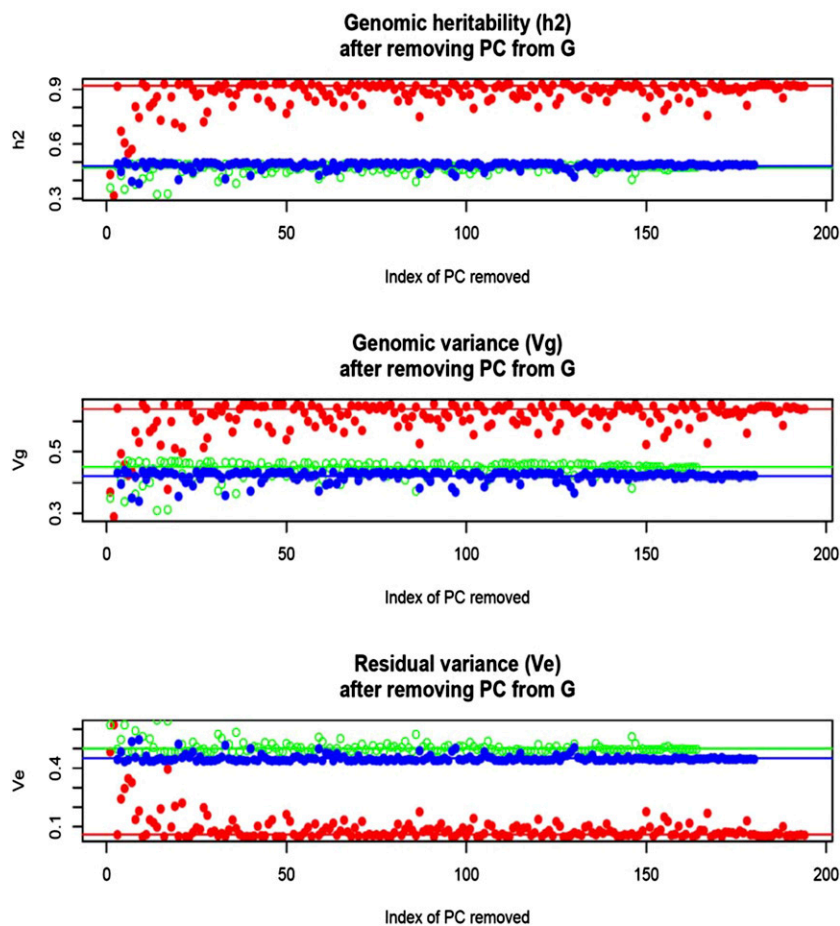 Genomic heritability (h2)
after removing PC from G
h2
0.9
0.6
0.3
0 50 100 150 200
Index of PC removed
Genomic variance (Vg)
after removing PC from G
Vg
0.5
0.3
0 50 100 150 200
Index of PC removed
Residual variance (Ve)
after removing PC from G
Ve
0.4
0.1
0 50 100 150 200
Index of PC removed